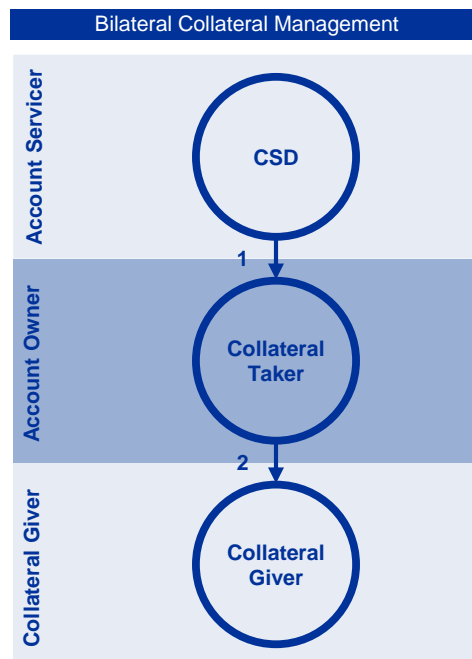 Bilateral Collateral Management
Account Servicer
CSD
1
Account Owner
Collateral
Taker
2
Collateral Giver
Collateral
Giver